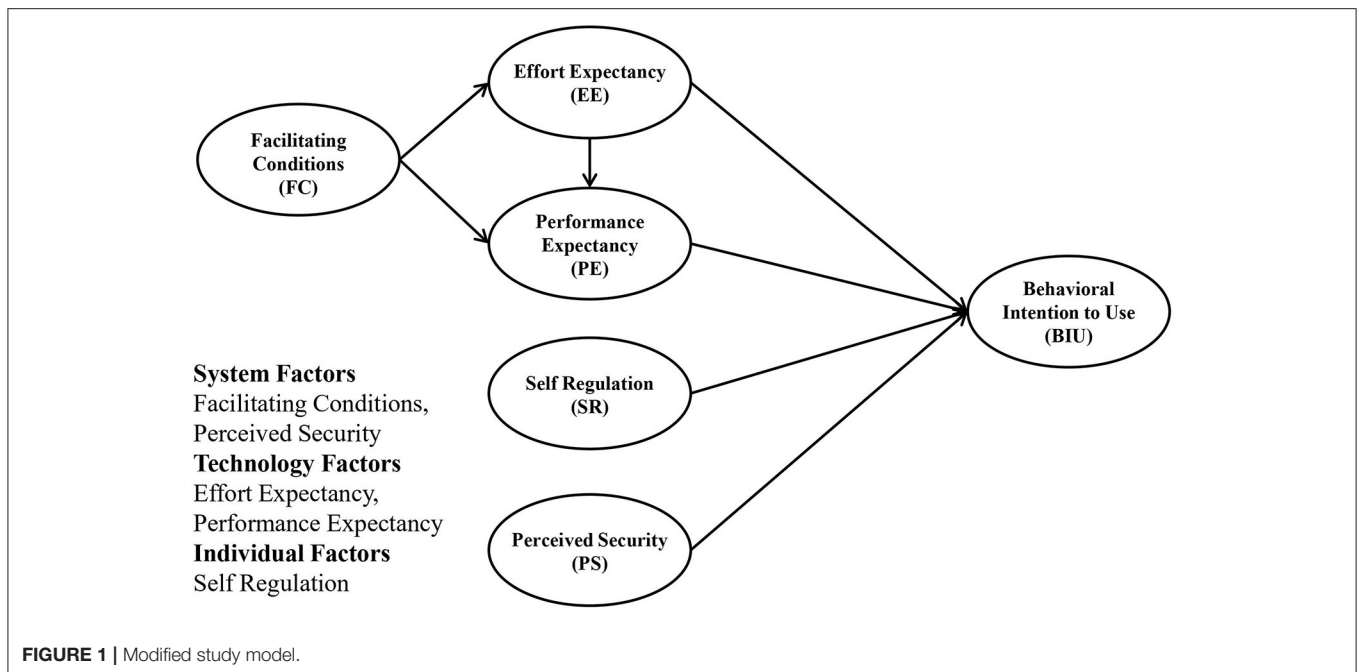 Effort Expectancy
(EE)
Facilitating
Conditions
(FC)
Performance
Expectancy
(PE)
Behavioral
Intention to Use
(BIU)
Self Regulation
(SR)
Perceived Security
(PS)
System Factors
Facilitating Conditions,
Perceived Security
Technology Factors
Effort Expectancy,
Performance Expectancy
Individual Factors
Self Regulation
FIGURE 1 | Modified study model.